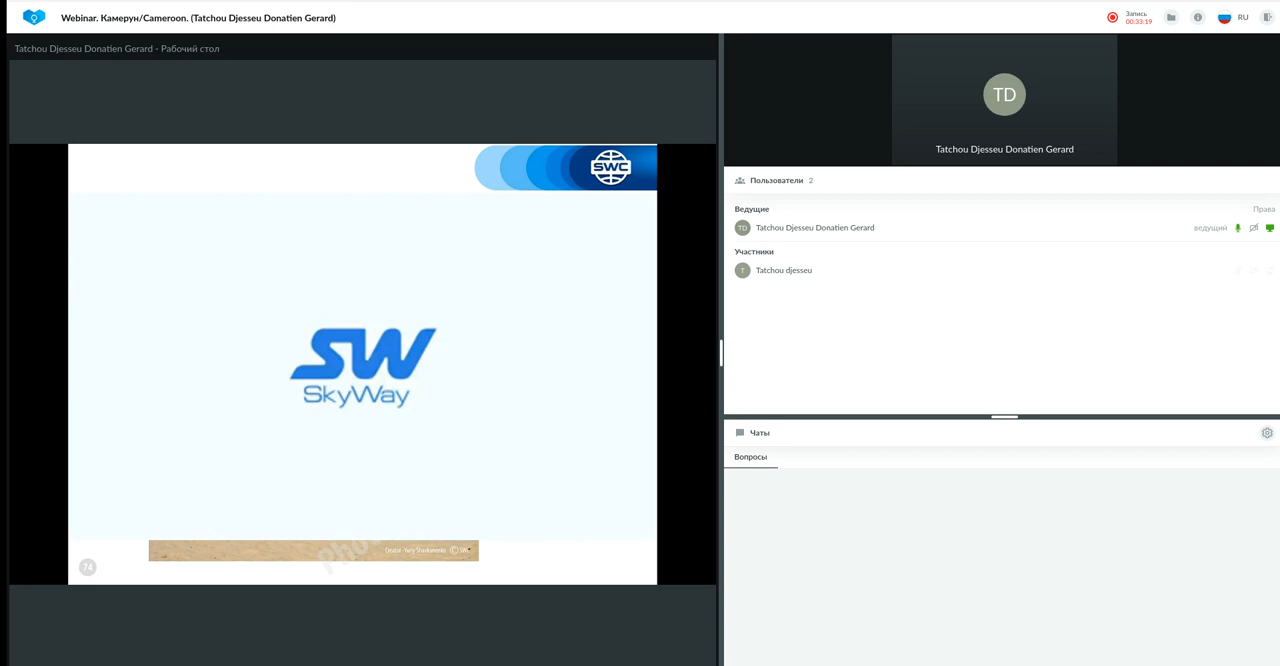 Webinar. Камерун/Cameroon. (Tatchou Djesseu Donatien Gerard)
Запись
00:33:19
RU
Tatchou Djesseu Donatien Gerard - Рабочий стол
SWC
SW
SkyWay
74
TD
Tatchou Djesseu Donatien Gerard
Пользователи 2
Ведущие
Права
TD
Tatchou Djesseu Donatien Gerard
ведущий
Участники
T
Tatchou djesseu
Чаты
Вопросы